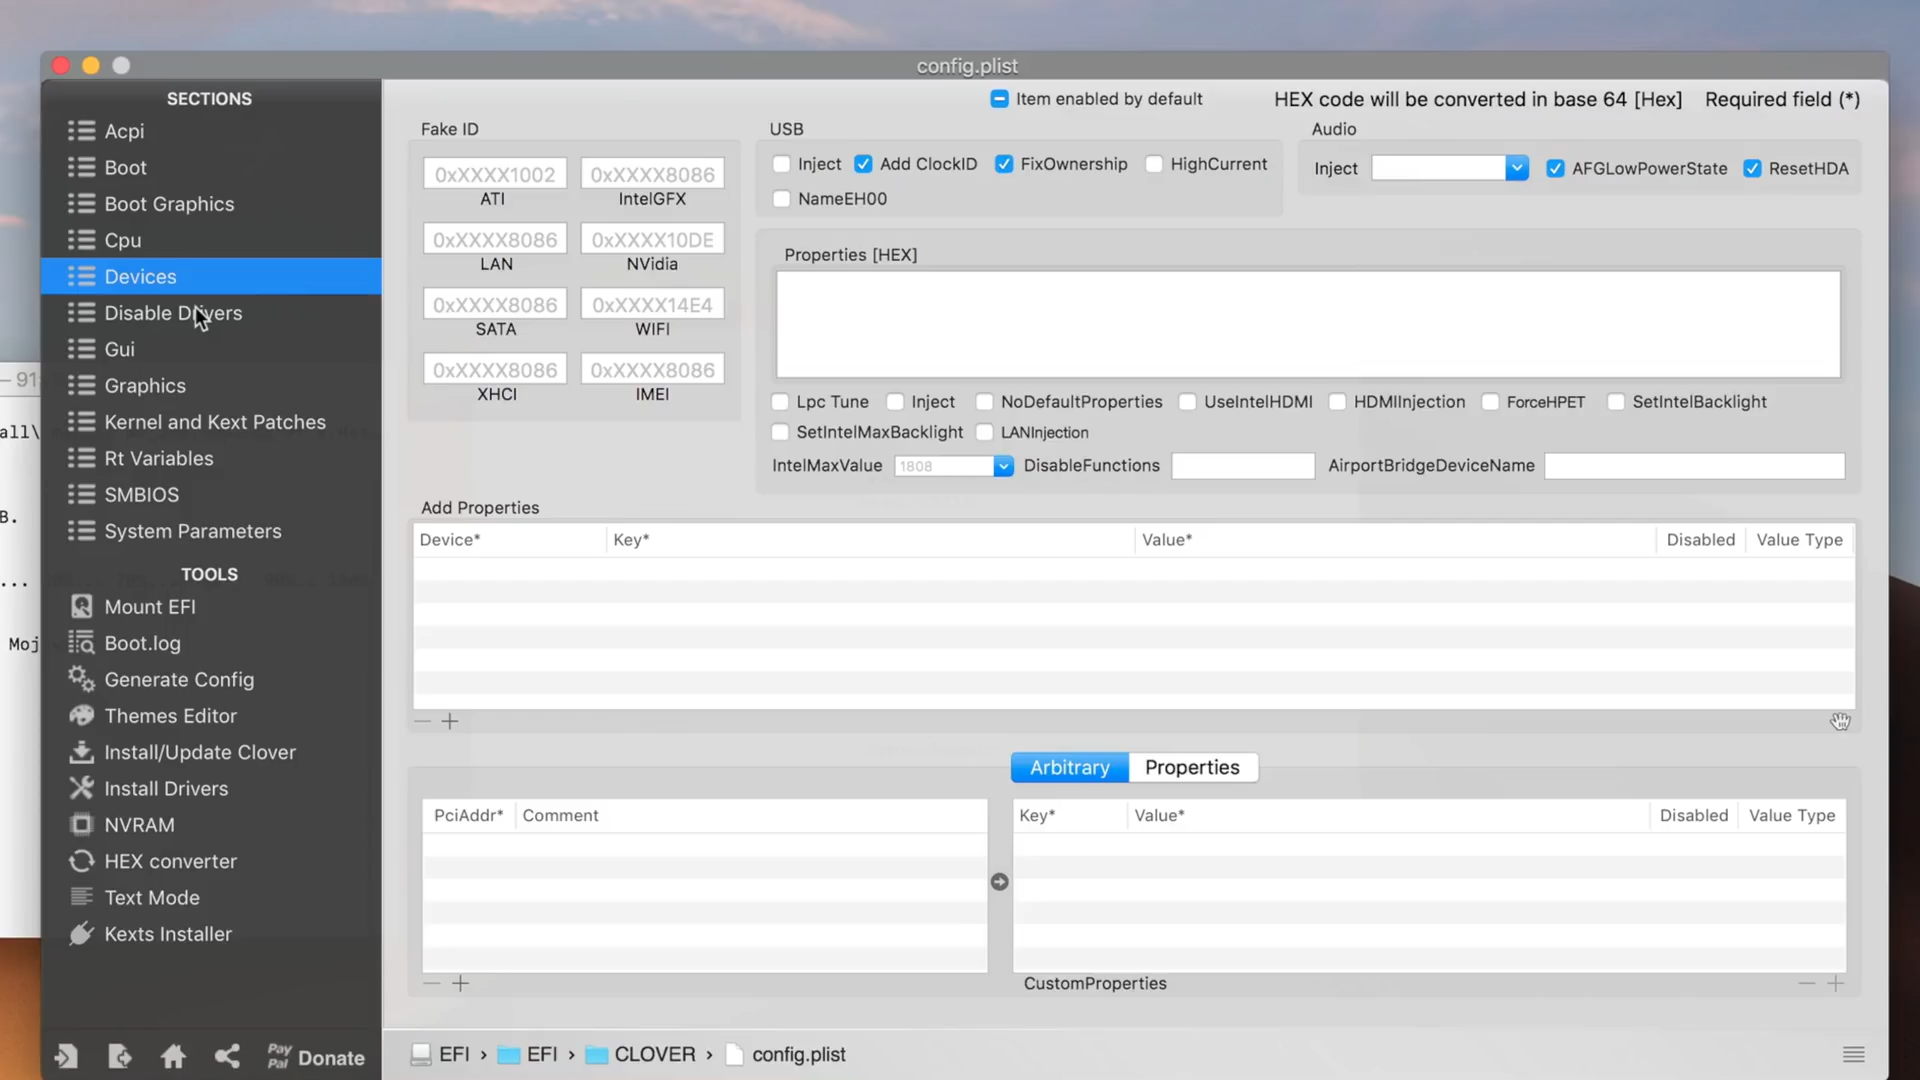 config.plist
SECTIONS
Acpi
Boot
Boot Graphics
Cpu
Devices
Disable Drivers
Gui
Graphics
Kernel and Kext Patches
Rt Variables
SMBIOS
System Parameters
TOOLS
Mount EFI
Boot.log
Generate Config
Themes Editor
Install/Update Clover
Install Drivers
NVRAM
HEX converter
Text Mode
Kexts Installer
Pay
Pal
Donate
Item enabled by default
HEX code will be converted in base 64 [Hex]
Required field (*)
Fake ID
0xXXXX1002 0xXXXX8086
ATI IntelGFX
0xXXXX8086 0xXXXX10DE
LAN NVidia
0xXXXX8086 0xXXXX14E4
SATA WIFI
0xXXXX8086 0xXXXX8086
XHCI IMEI
USB
Inject Add ClockID FixOwnership HighCurrent
NameEH00
Audio
Inject AFGLowPowerState ResetHDA
Properties [HEX]
Lpc Tune Inject NoDefaultProperties UseIntelHDMI HDMIInjection ForceHPET SetIntelBacklight
SetIntelMaxBacklight LANInjection
IntelMaxValue 1808 DisableFunctions AirportBridgeDeviceName
Add Properties
Device* Key* Value* Disabled Value Type
Arbitrary Properties
PciAddr* Comment
Key* Value* Disabled Value Type
CustomProperties
EFI › EFI › CLOVER › config.plist
– 91
all\
B.
...
Moj